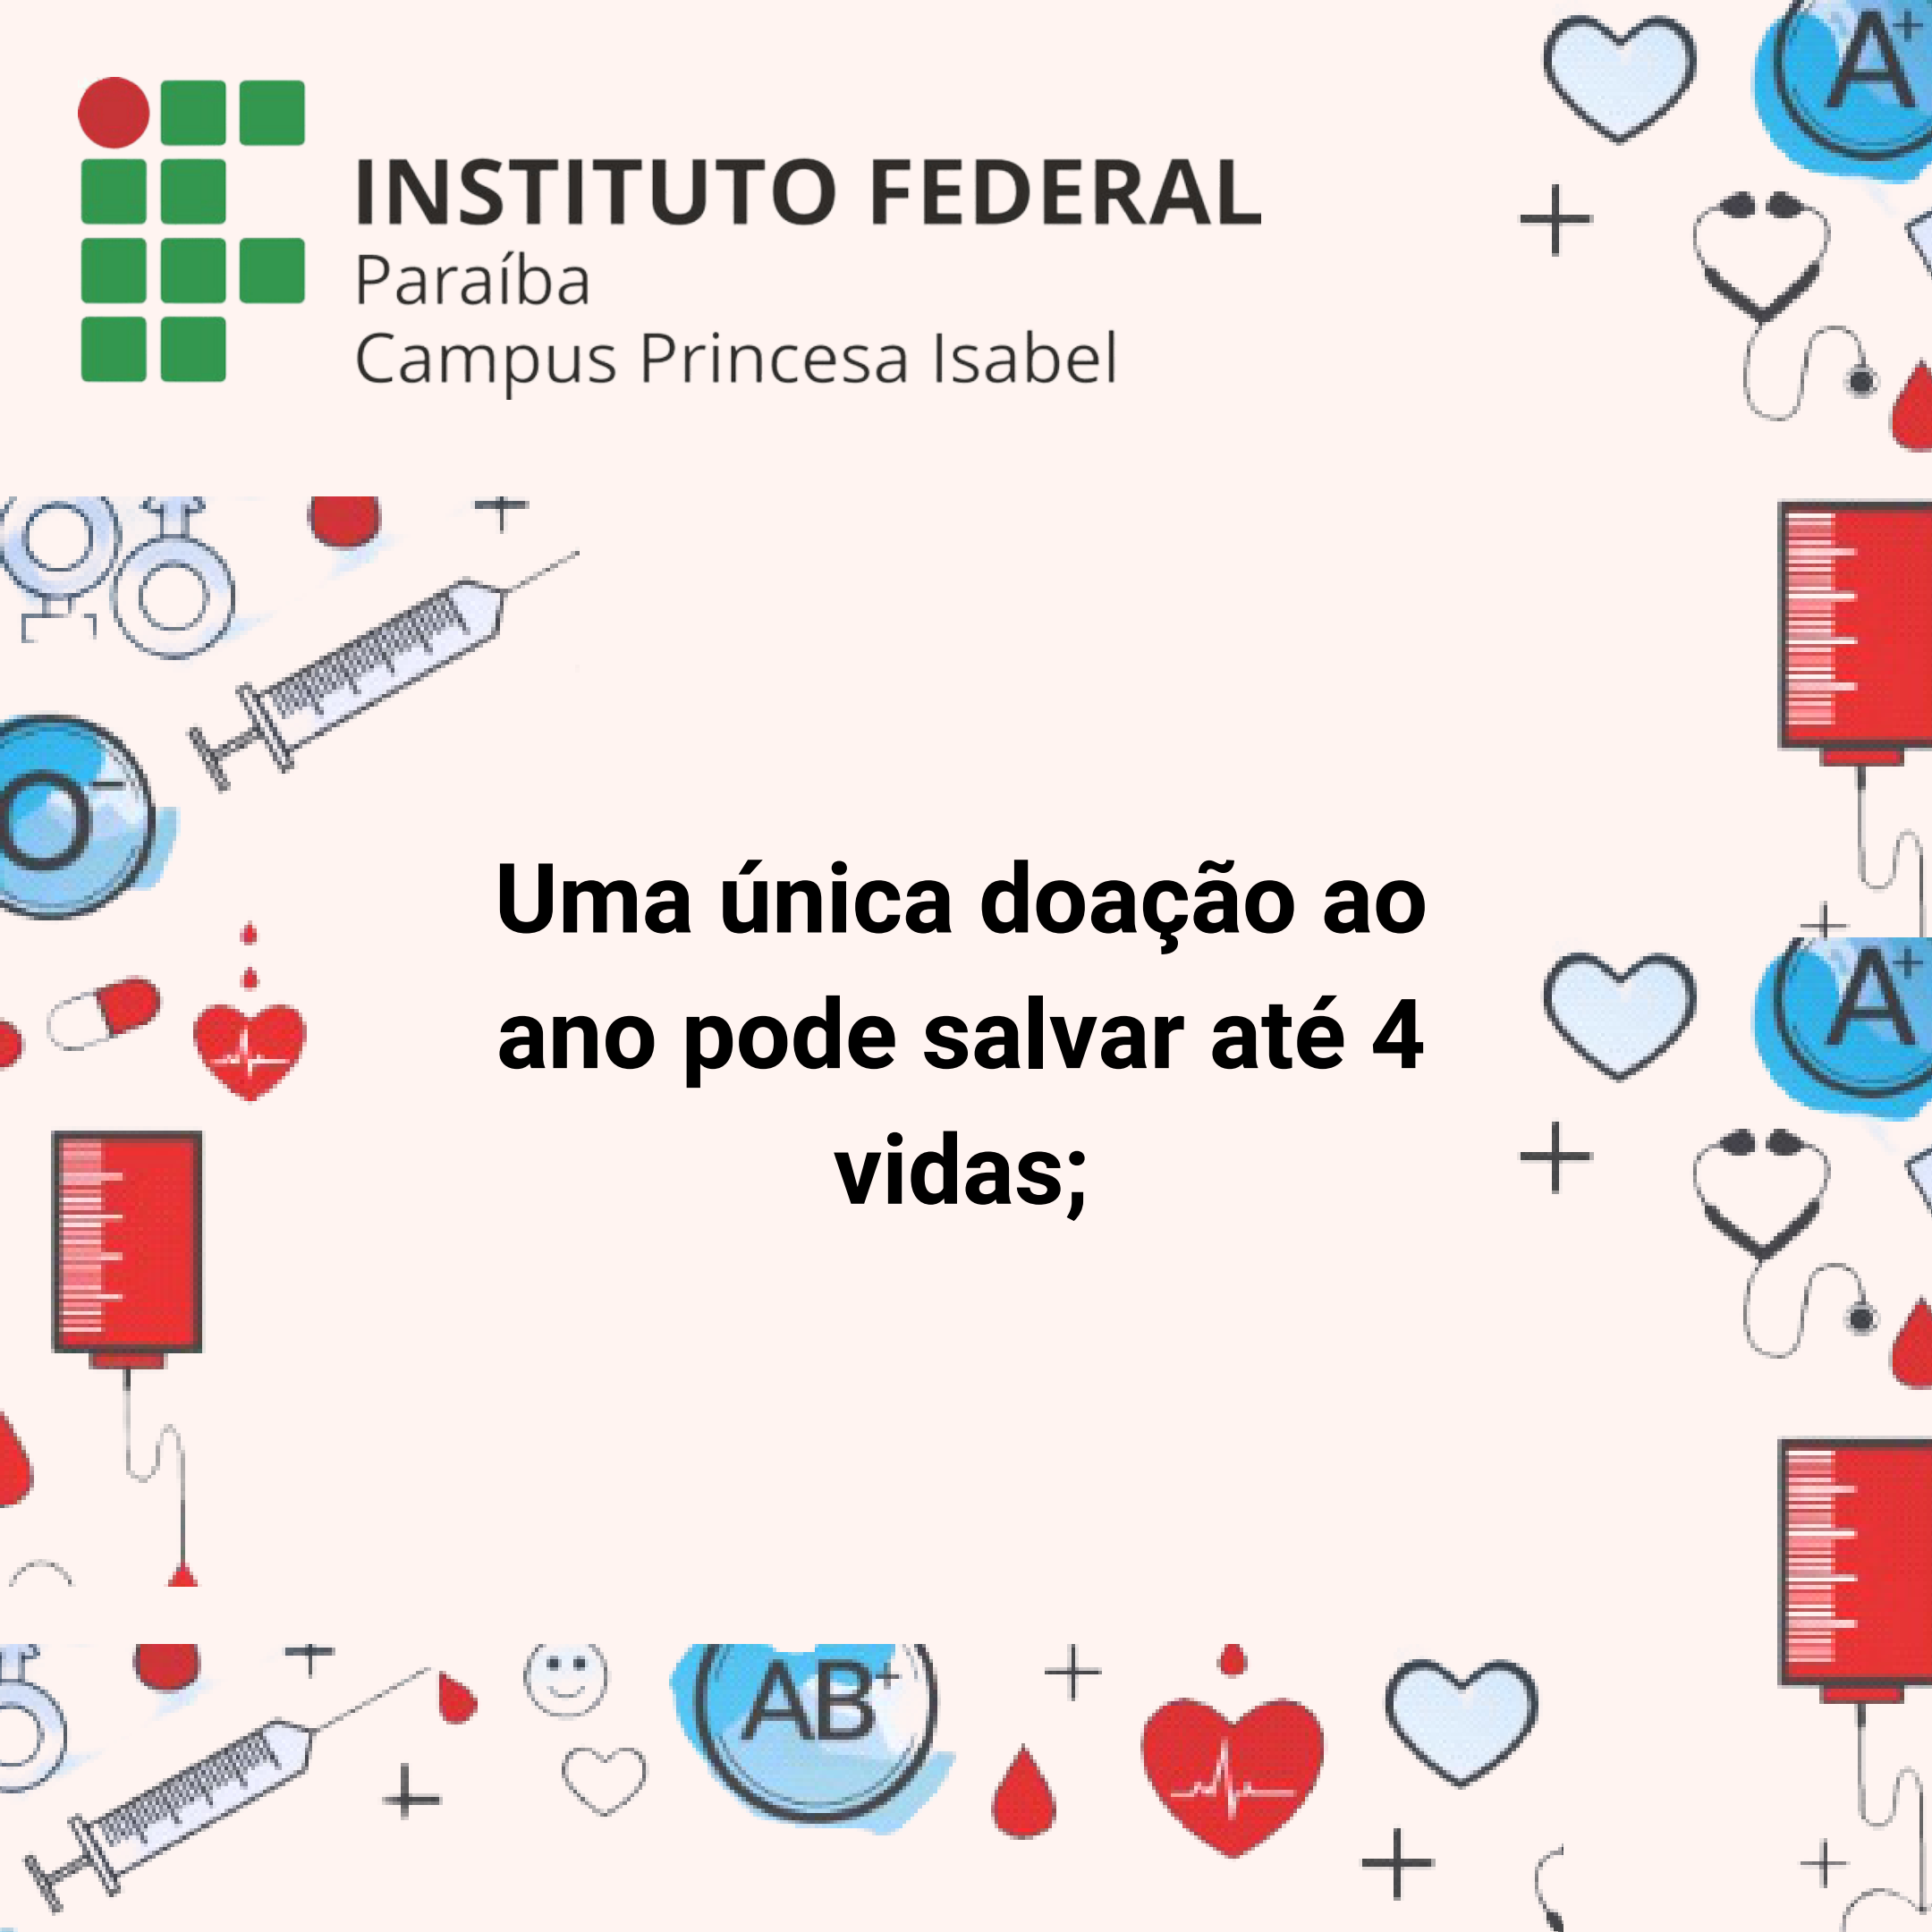 A+
INSTITUTO FEDERAL
Paraíba
Campus Princesa Isabel
O-
Uma única doação ao
ano pode salvar até 4
vidas;
A+
AB+